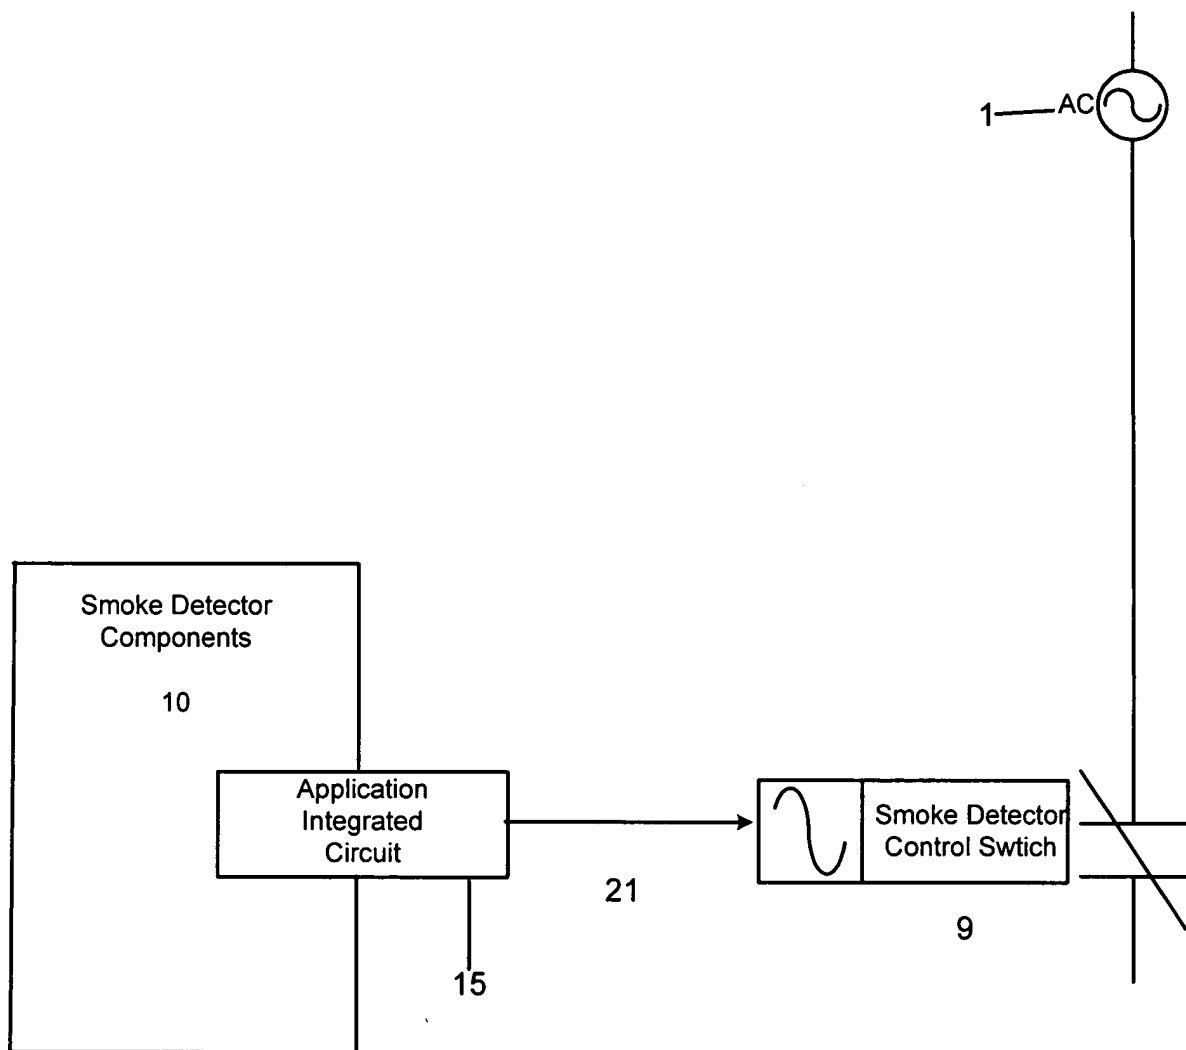 1
AC
Smoke Detector
Components
10
Application
Integrated
Circuit
Smoke Detector
Control Swtich
21
9
15